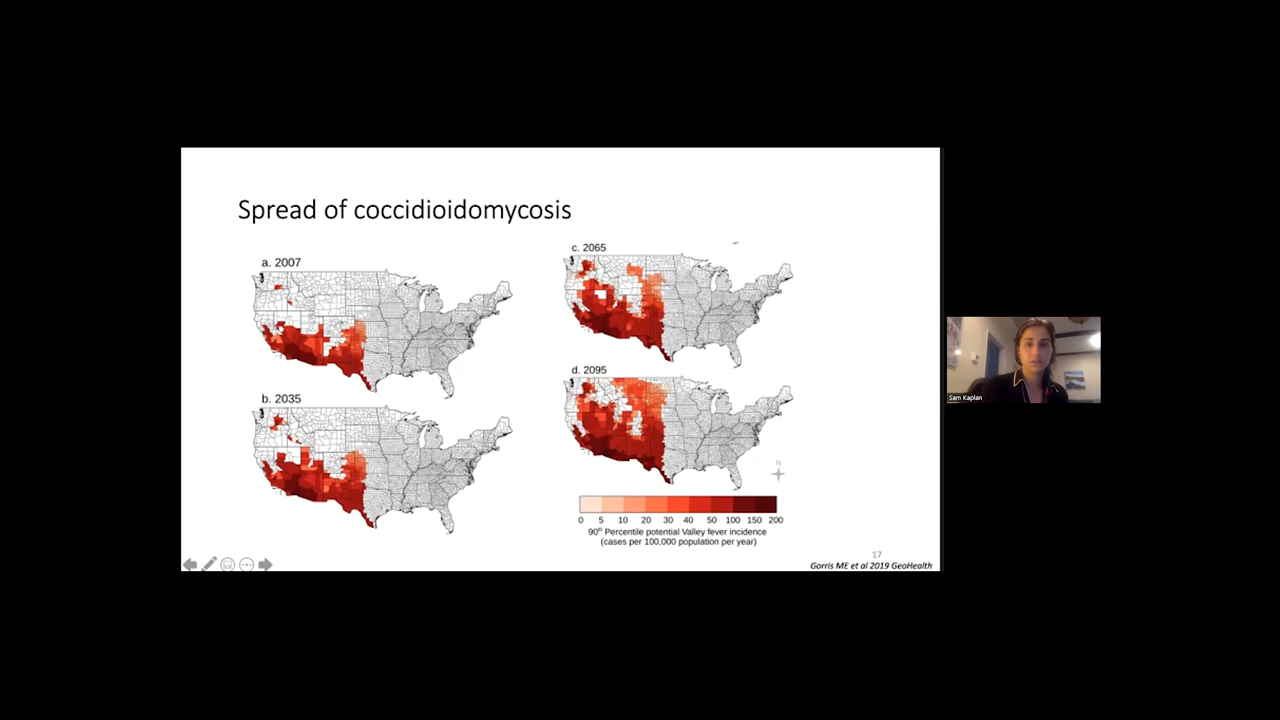 Spread of coccidioidomycosis
a. 2007
b. 2035
c. 2065
d. 2095
N
0 5 10 20 30 40 50 100 150 200
90th Percentile potential Valley fever incidence
(cases per 100,000 population per year)
17
Gorris ME et al 2019 GeoHealth
Sam Kaplan